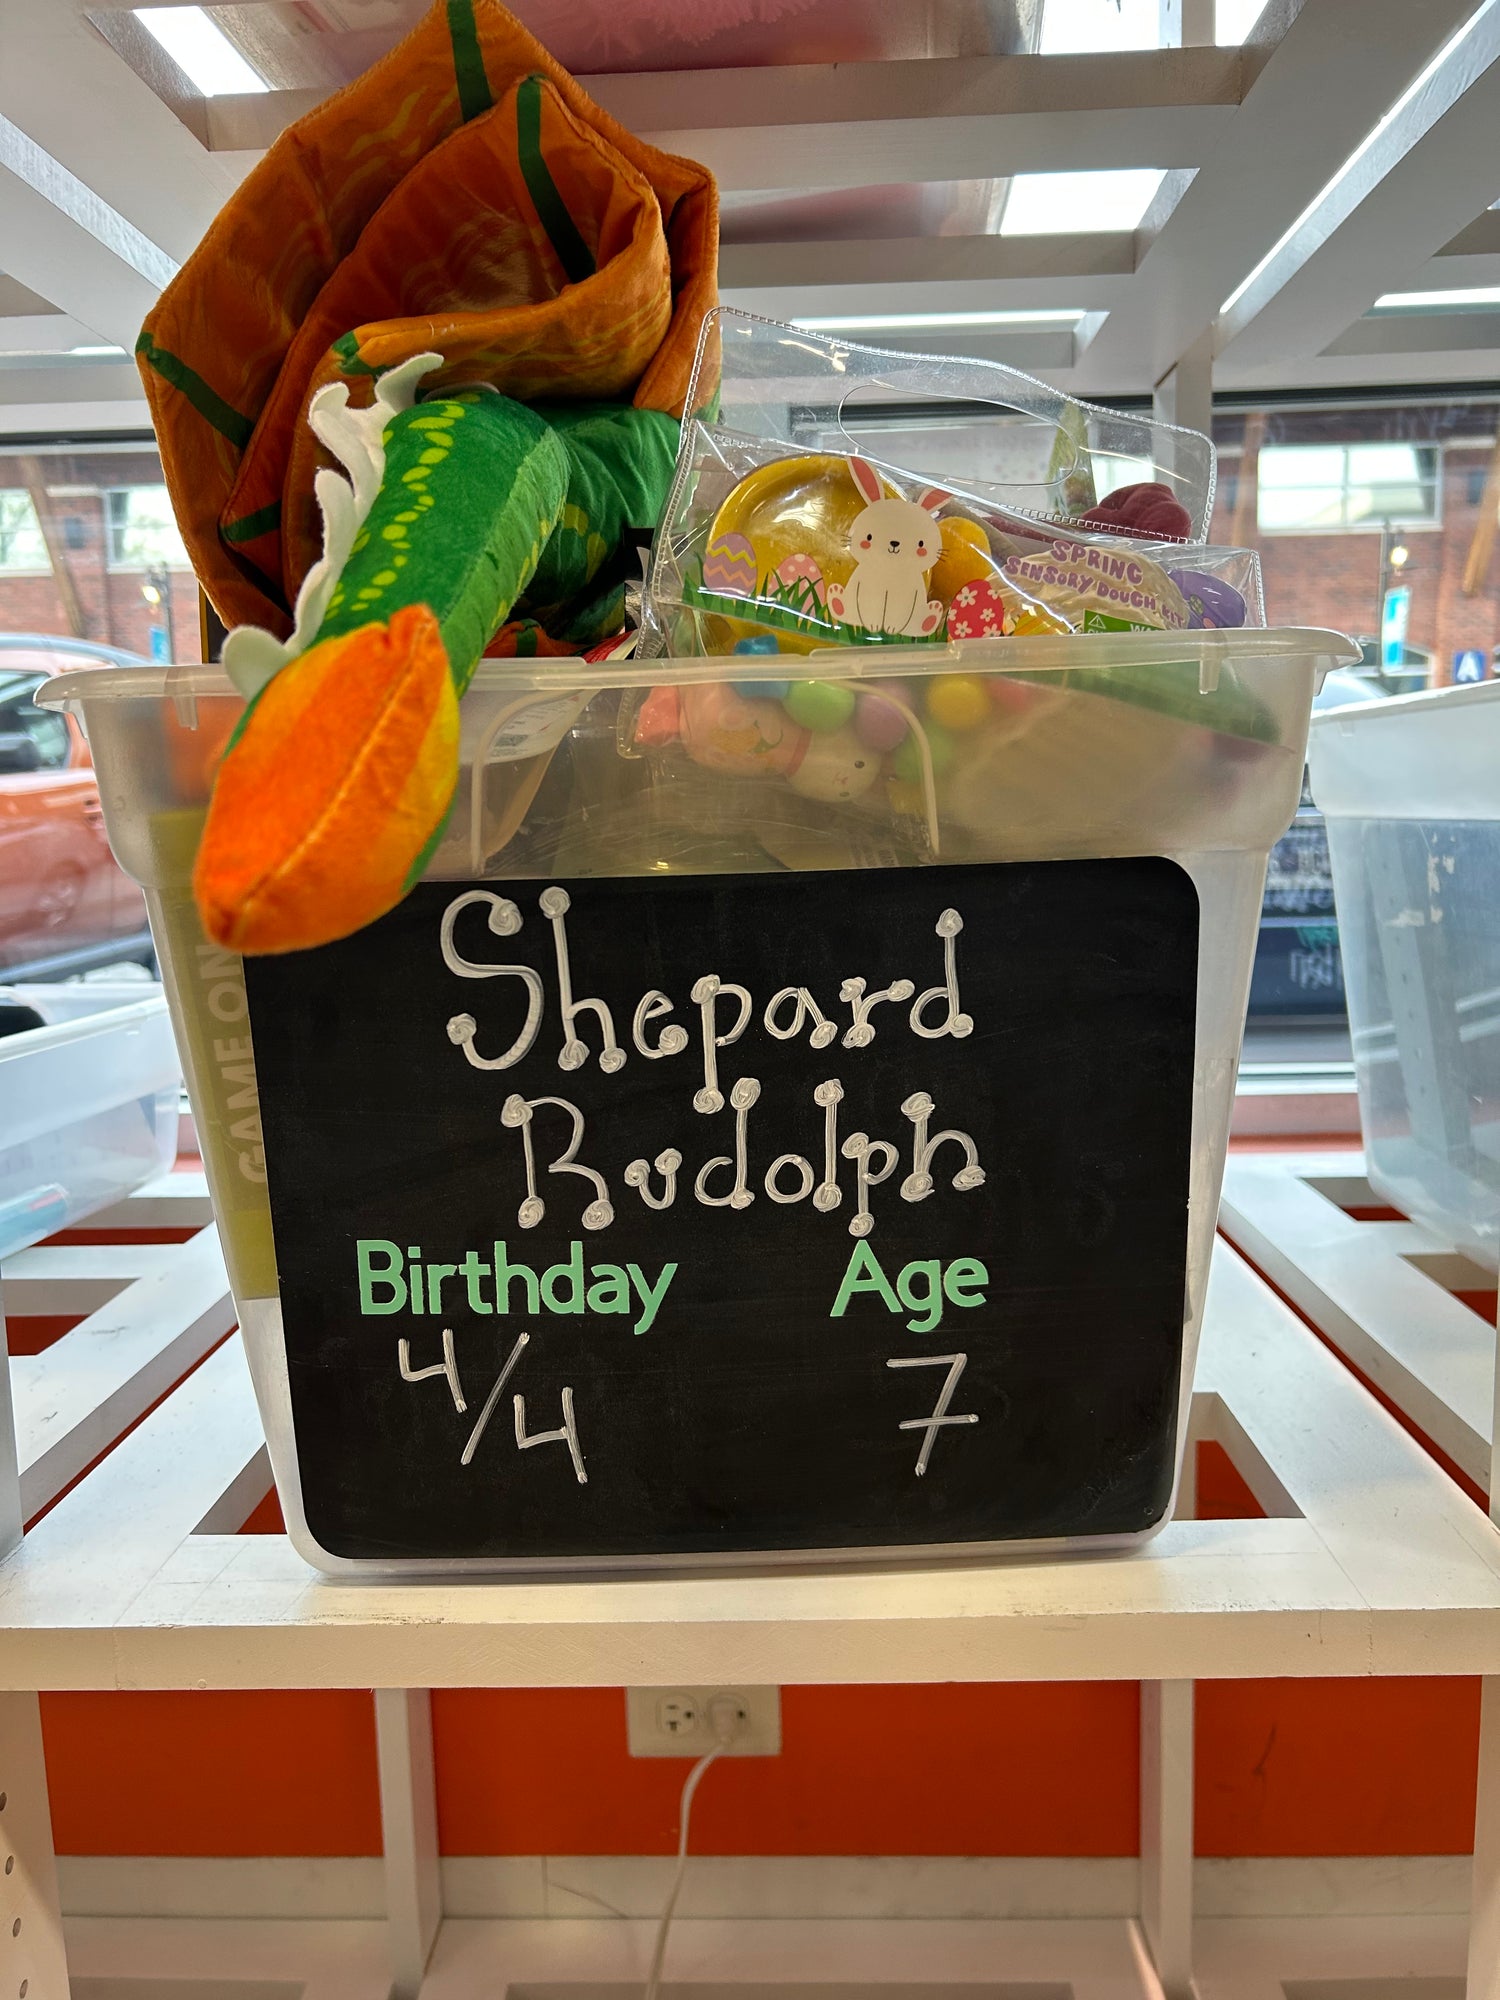 SPRING
SENSORY DOUGH KIT
GAME ON
Shepard
Rudolph
Birthday Age
4/4 7
A